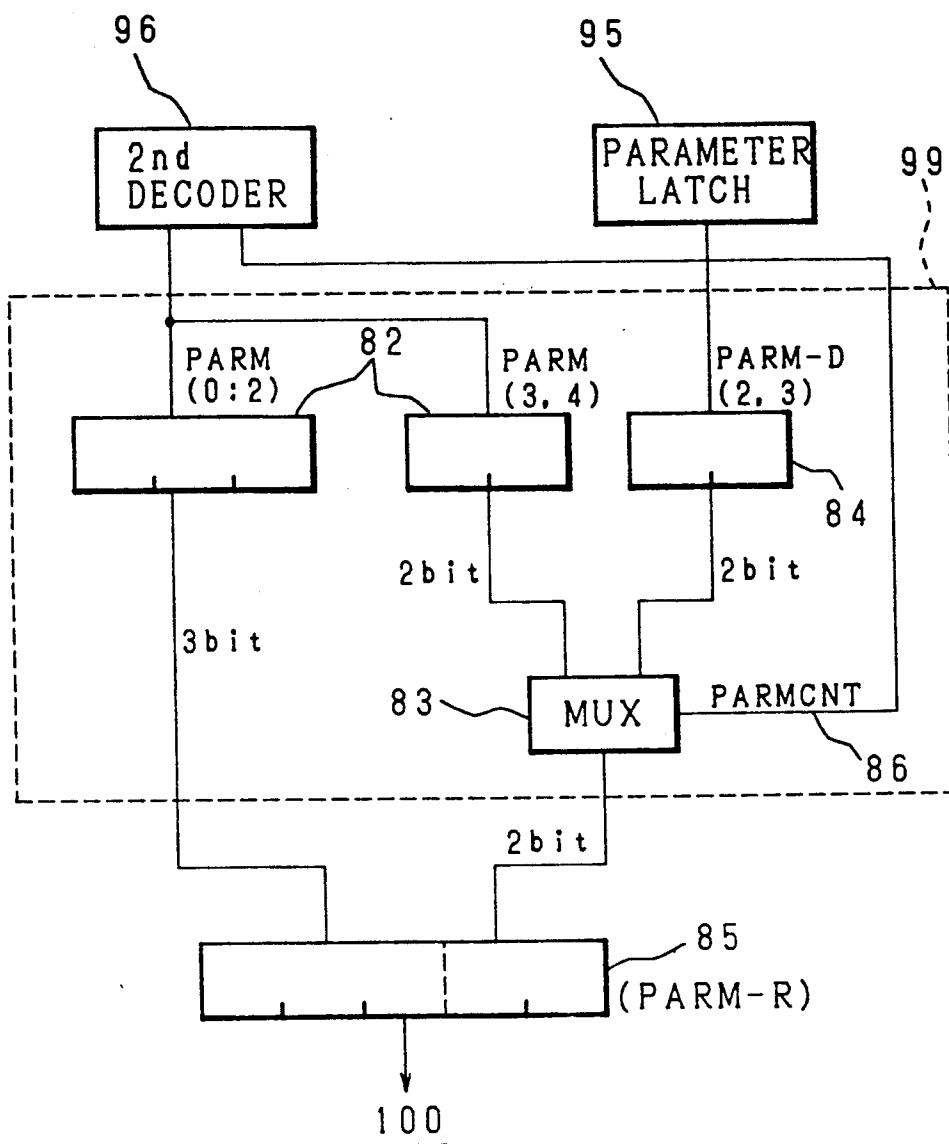 96
95
2nd
DECODER
PARAMETER
LATCH
99
82
PARM
(0:2)
PARM
(3,4)
PARM-D
(2,3)
84
2bit
2bit
3bit
83
MUX
PARMCNT
86
2bit
85
(PARM-R)
100